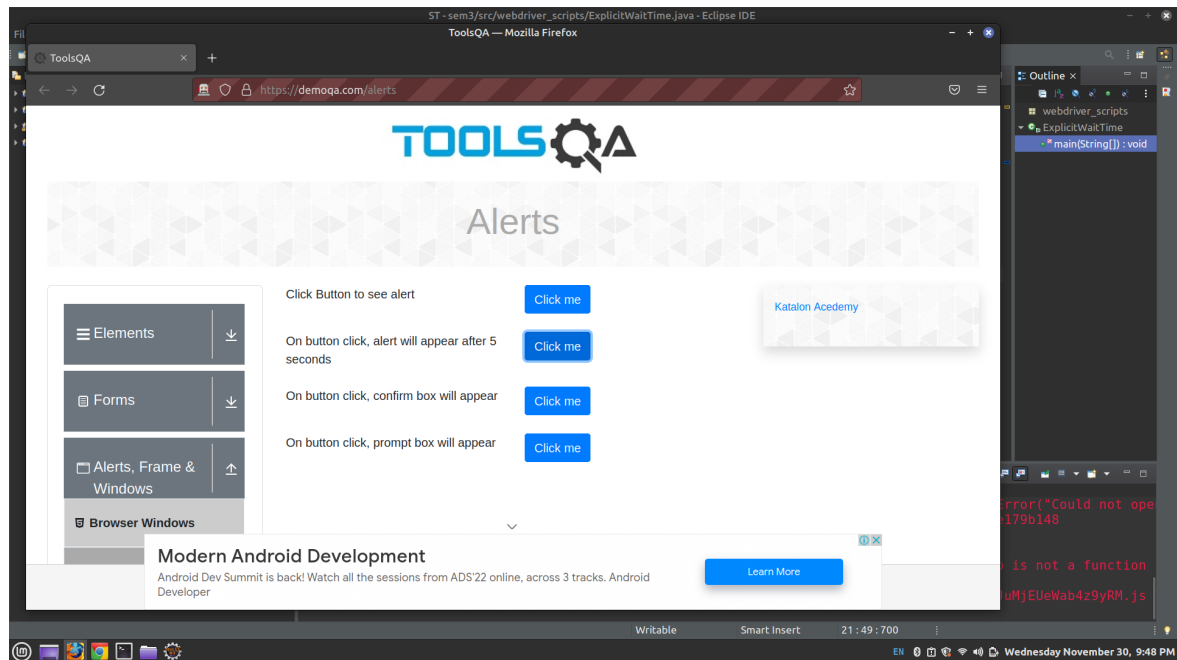 ST - sem3/src/webdriver_scripts/ExplicitWaitTime.java - Eclipse IDE
Fil
ToolsQA — Mozilla Firefox
ToolsQA
https://demoqa.com/alerts
Outline
webdriver_scripts
ExplicitWaitTime
main(String[]) : void
TOOLSQA
Alerts
Elements
Forms
Alerts, Frame &
Windows
Browser Windows
Click Button to see alert
Click me
On button click, alert will appear after 5
seconds
Click me
On button click, confirm box will appear
Click me
On button click, prompt box will appear
Click me
Katalon Acedemy
Modern Android Development
Android Dev Summit is back! Watch all the sessions from ADS'22 online, across 3 tracks. Android
Developer
Learn More
rror("Could not ope
179b148
is not a function
MjEUeWab4z9yRM.js
Writable Smart Insert 21 : 49 : 700
EN Wednesday November 30, 9:48 PM